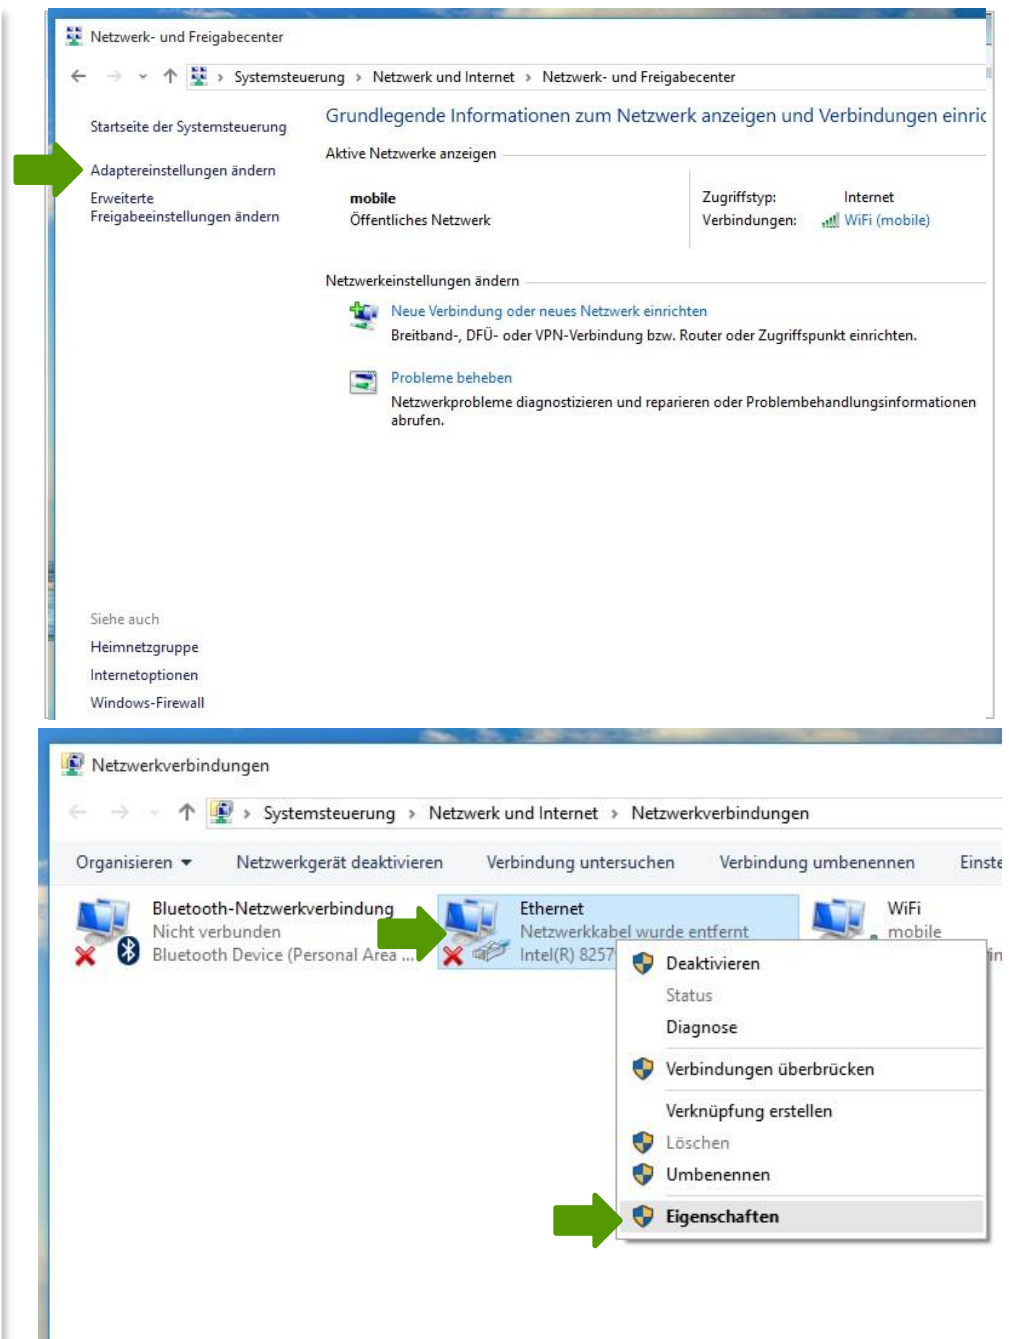 Netzwerk- und Freigabecenter
Systemsteuerung > Netzwerk und Internet > Netzwerk- und Freigabecenter
Startseite der Systemsteuerung
Adaptereinstellungen ändern
Erweiterte
Freigabeeinstellungen ändern
Grundlegende Informationen zum Netzwerk anzeigen und Verbindungen einric
Aktive Netzwerke anzeigen
mobile
Öffentliches Netzwerk
Zugriffstyp: Internet
Verbindungen: WiFi (mobile)
Netzwerkeinstellungen ändern
Neue Verbindung oder neues Netzwerk einrichten
Breitband-, DFÜ- oder VPN-Verbindung bzw. Router oder Zugriffspunkt einrichten.
Probleme beheben
Netzwerkprobleme diagnostizieren und reparieren oder Problembehandlungsinformationen
abrufen.
Siehe auch
Heimnetzgruppe
Internetoptionen
Windows-Firewall
Netzwerkverbindungen
Systemsteuerung > Netzwerk und Internet > Netzwerkverbindungen
Organisieren Netzwerkgerät deaktivieren Verbindung untersuchen Verbindung umbenennen Einste
Bluetooth-Netzwerkverbindung
Nicht verbunden
Bluetooth Device (Personal Area ...
Ethernet
Netzwerkkabel wurde entfernt
Intel(R) 8257
WiFi
mobile
Deaktivieren
Status
Diagnose
Verbindungen überbrücken
Verknüpfung erstellen
Löschen
Umbenennen
Eigenschaften